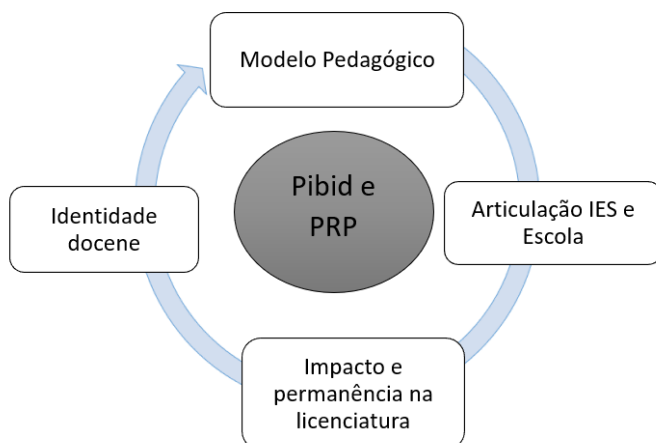 Modelo Pedagógico
Pibid e
PRP
Identidade
docene
Articulação IES e
Escola
Impacto e
permanência na
licenciatura